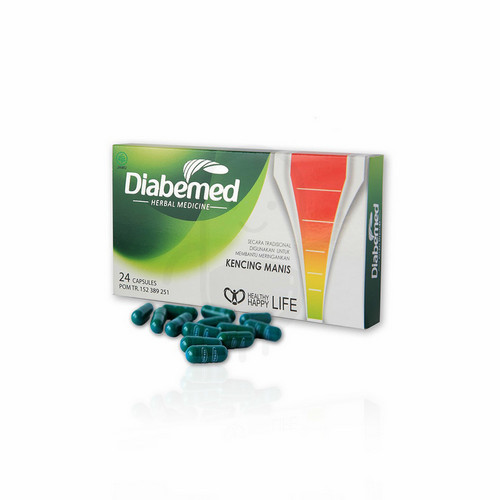 Diabemed
HERBAL MEDICINE
SECARA TRADISIONAL
DIGUNAKAN UNTUK
MEMBANTU MERINGANKAN
KENCING MANIS
24 CAPSULES
POM TR. 152 389 251
HEALTHY
HAPPY LIFE
Diabemed